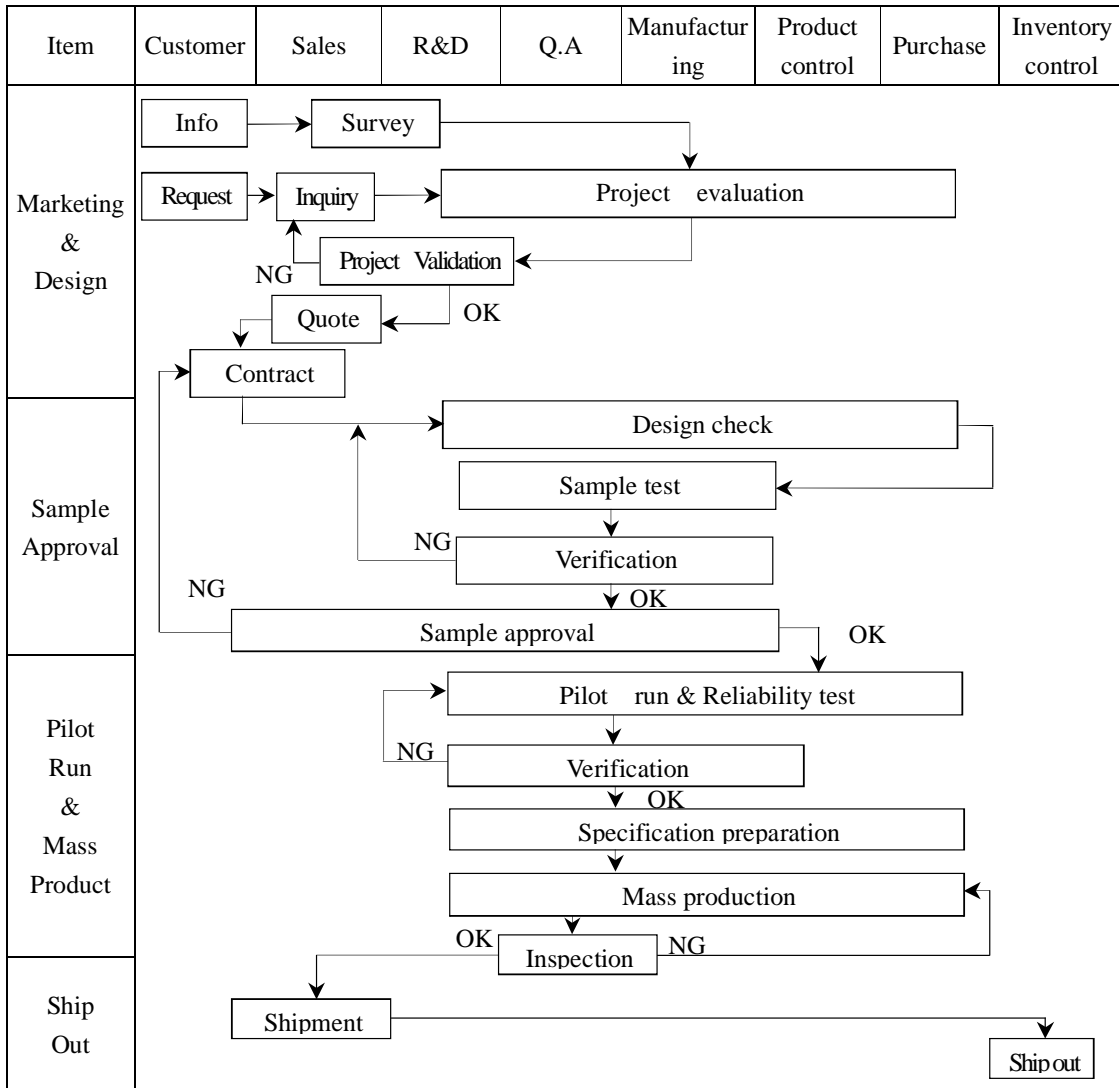 Item
Customer
Sales
R&D
Q.A
Manufactur
ing
Product
control
Purchase
Inventory
control
Marketing
&
Design
Info
Survey
Request
Inquiry
Project evaluation
NG
Project Validation
Quote
OK
Contract
Sample
Approval
Design check
Sample test
NG
Verification
NG
OK
Sample approval
OK
Pilot
Run
&
Mass
Product
Pilot run & Reliability test
NG
Verification
OK
Specification preparation
Mass production
OK
Inspection
NG
Ship
Out
Shipment
Ship out